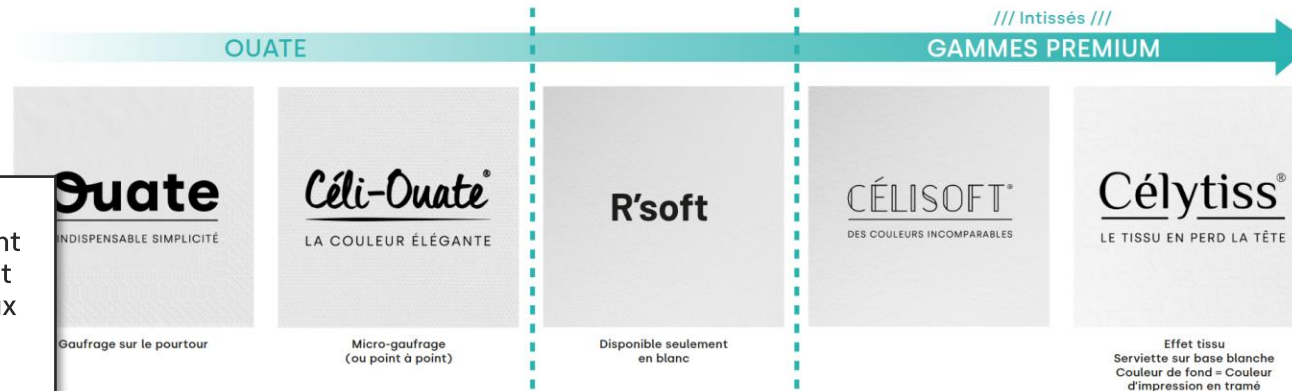 /// Intissés ///
OUATE
GAMMES PREMIUM
Ouate
INDISPENSABLE SIMPLICITÉ
Céli-Ouate®
LA COULEUR ÉLÉGANTE
R'soft
CÉLISOFT®
DES COULEURS INCOMPARABLES
Célytiss®
LE TISSU EN PERD LA TÊTE
nt
t
ux
Gaufrage sur le pourtour
Micro-gaufrage
(ou point à point)
Disponible seulement
en blanc
Effet tissu
Serviette sur base blanche
Couleur de fond = Couleur
d'impression en tramé